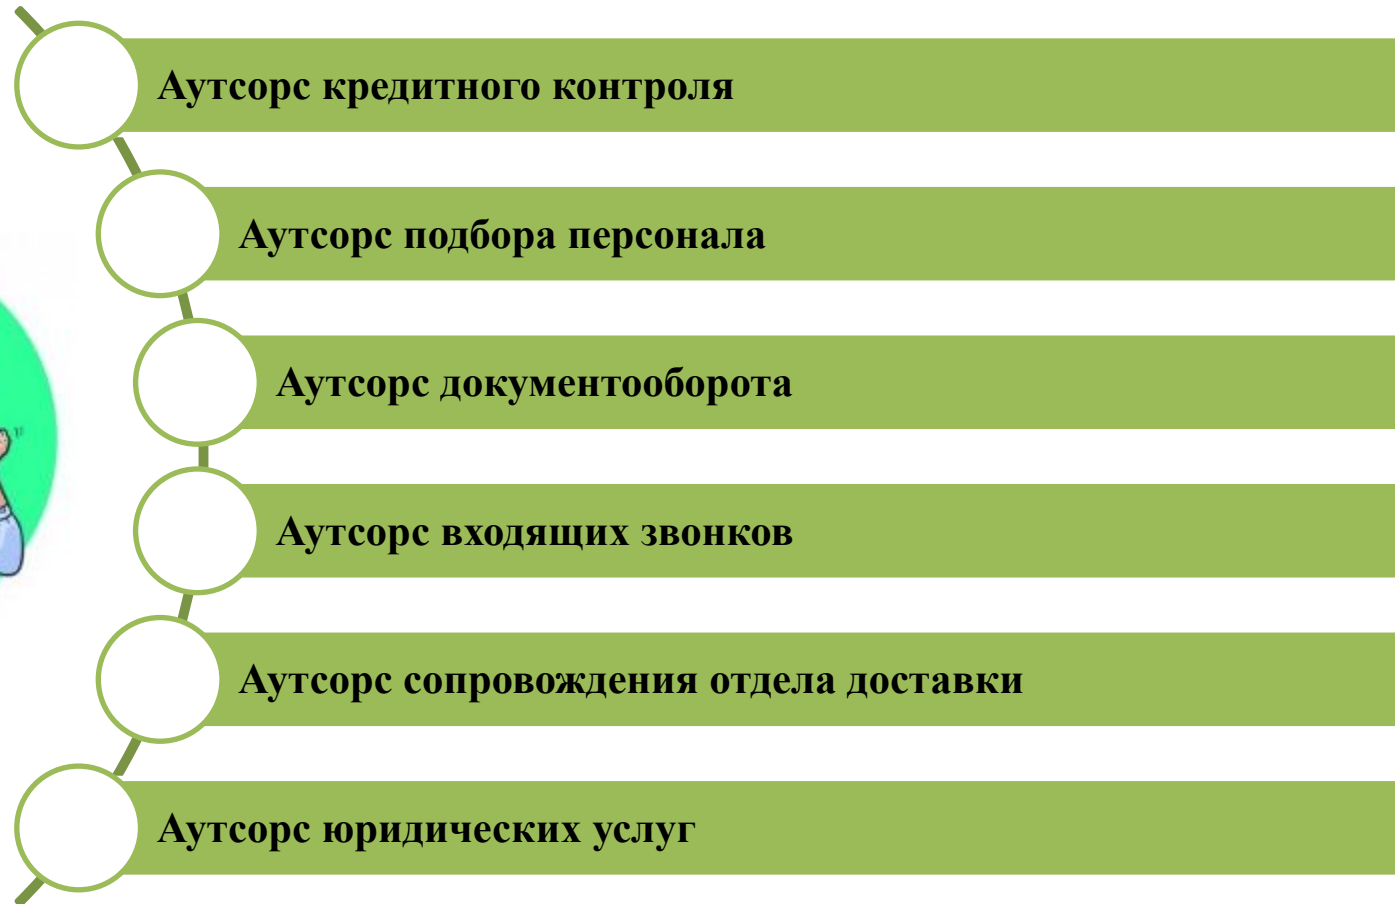 Аутсорс кредитного контроля
Аутсорс подбора персонала
Аутсорс документооборота
Аутсорс входящих звонков
Аутсорс сопровождения отдела доставки
Аутсорс юридических услуг